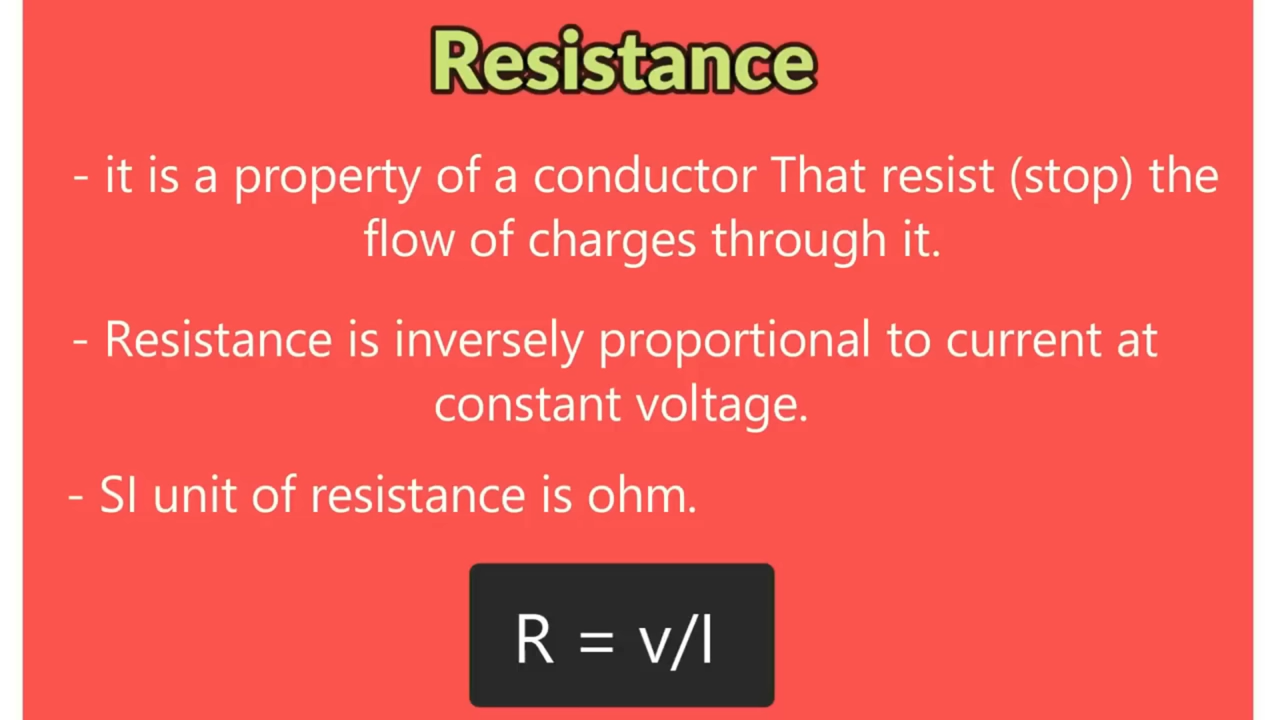 Resistance
- it is a property of a conductor That resist (stop) the
flow of charges through it.
- Resistance is inversely proportional to current at
constant voltage.
- SI unit of resistance is ohm.
R = v/I